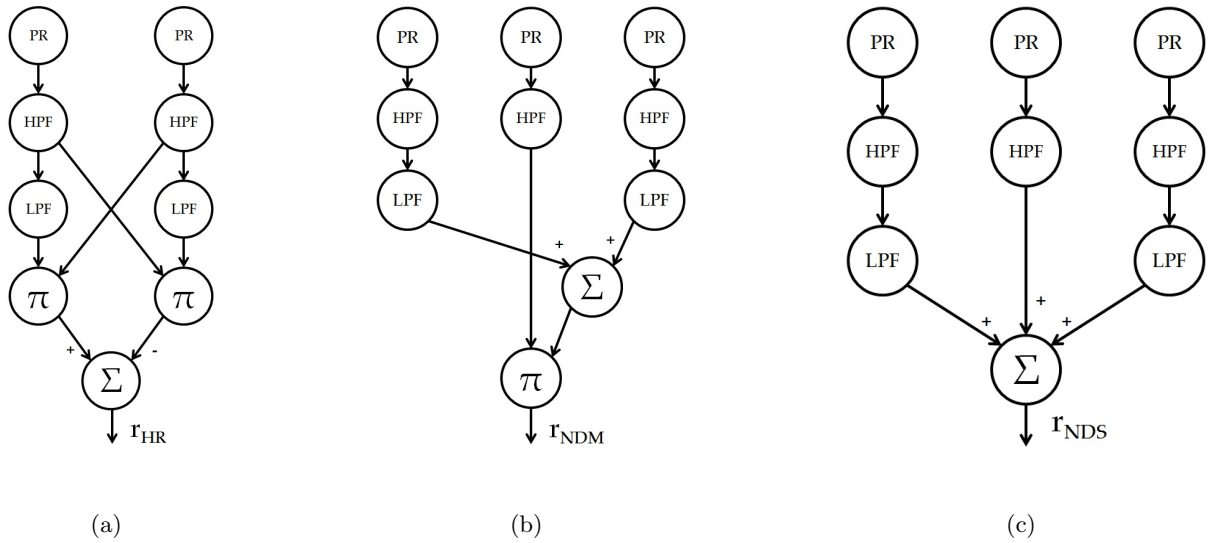 PR PR
HPF HPF
LPF LPF
π π
+ -
Σ
r_HR
(a)
PR PR PR
HPF HPF HPF
LPF LPF
+ +
Σ
π
r_NDM
(b)
PR PR PR
HPF HPF HPF
LPF LPF
+ + +
Σ
r_NDS
(c)